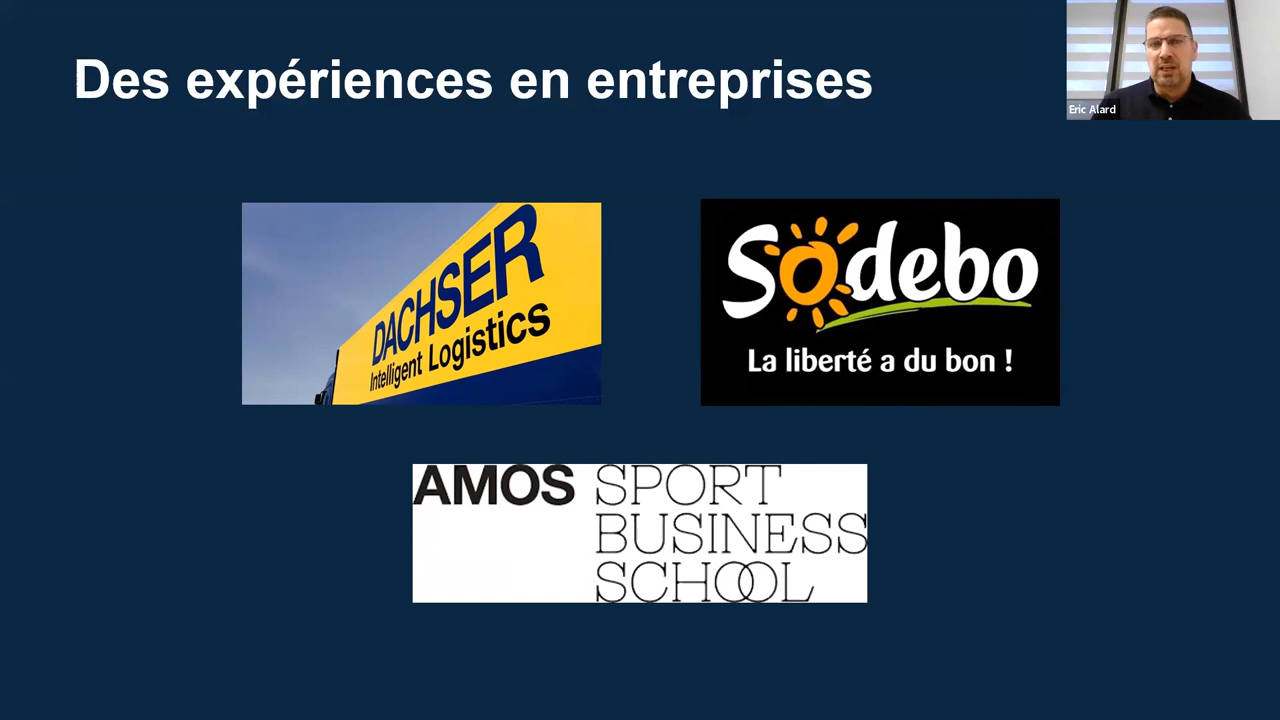 Des expériences en entreprises
Eric Alard
DACHSER
Intelligent Logistics
Sodebo
La liberté a du bon !
AMOS SPORT
BUSINESS
SCHOOL